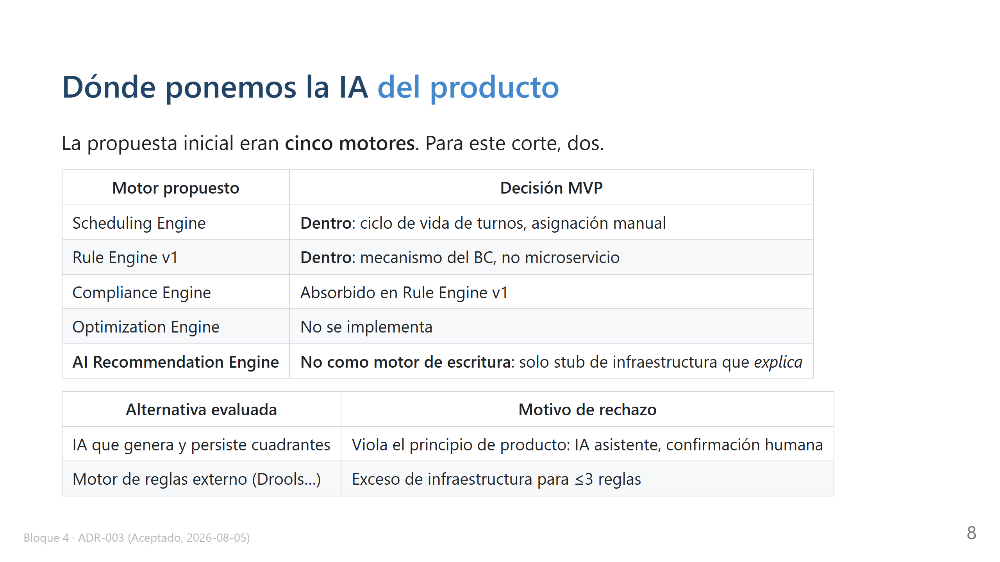 Dónde ponemos la IA del producto
La propuesta inicial eran cinco motores. Para este corte, dos.
Motor propuesto Decisión MVP
Scheduling Engine Dentro: ciclo de vida de turnos, asignación manual
Rule Engine v1 Dentro: mecanismo del BC, no microservicio
Compliance Engine Absorbido en Rule Engine v1
Optimization Engine No se implementa
AI Recommendation Engine No como motor de escritura: solo stub de infraestructura que explica
Alternativa evaluada Motivo de rechazo
IA que genera y persiste cuadrantes Viola el principio de producto: IA asistente, confirmación humana
Motor de reglas externo (Drools…) Exceso de infraestructura para ≤3 reglas
Bloque 4 · ADR-003 (Aceptado, 2026-08-05)
8